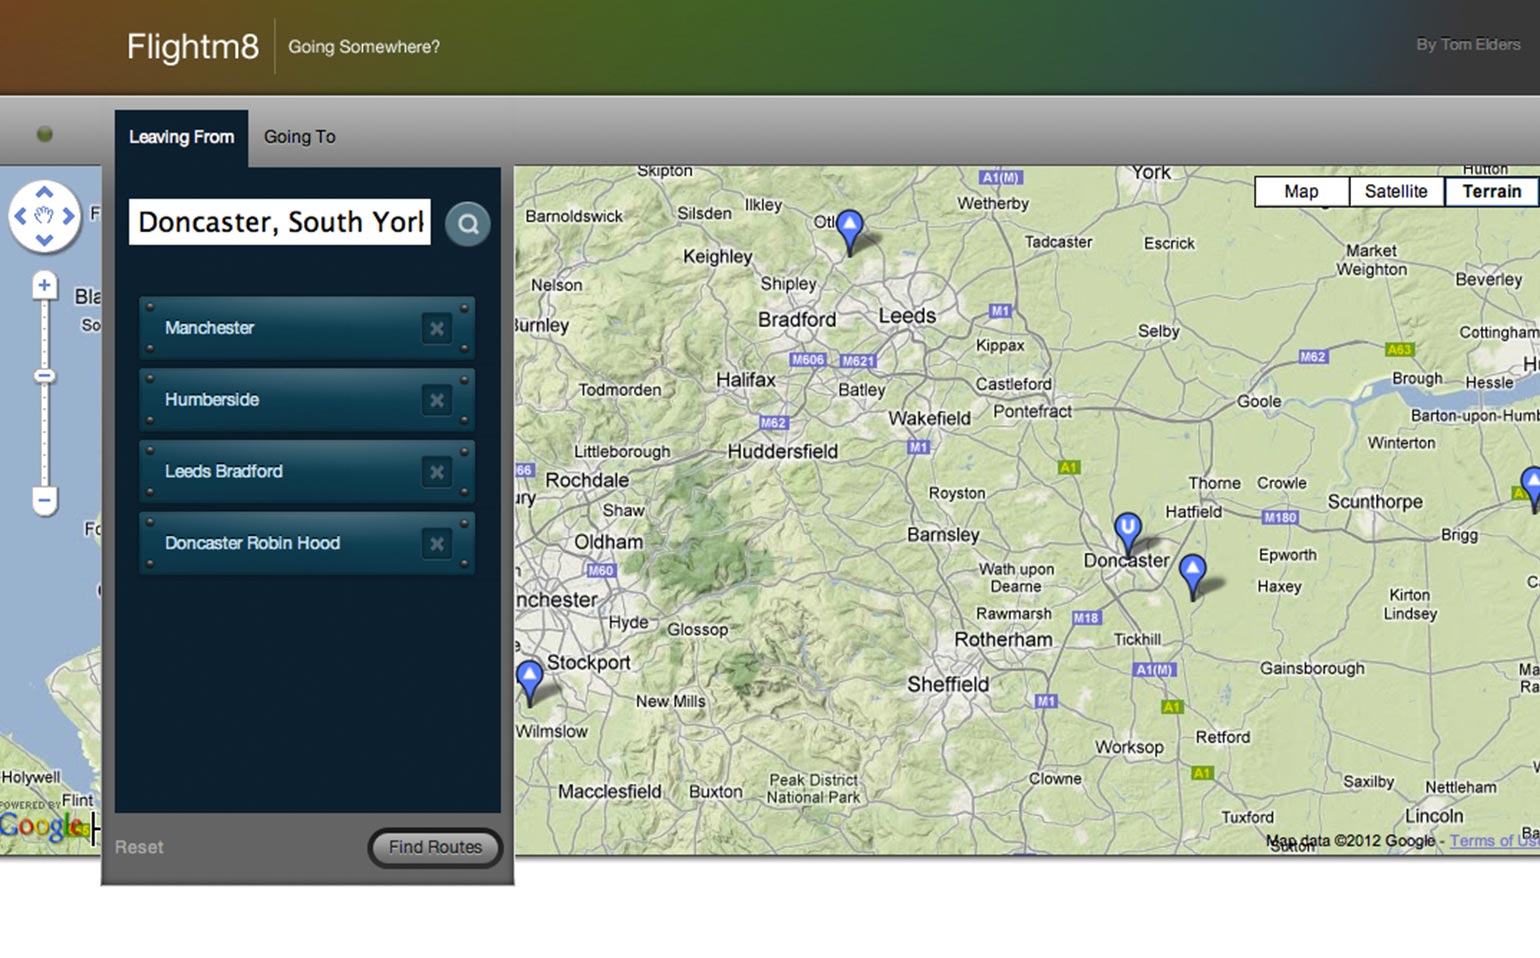 Flightm8
Going Somewhere?
By Tom Elders
Leaving From
Going To
Doncaster, South York
Manchester
Humberside
Leeds Bradford
Doncaster Robin Hood
Reset
Find Routes
Map
Satellite
Terrain
Skipton
A1(M)
York
Hutton
Barnoldswick
Silsden
Ilkley
Otl
Wetherby
Keighley
Tadcaster
Escrick
Market
Weighton
Nelson
Shipley
Beverley
Burnley
Bradford
Leeds
M1
Selby
Cottingham
M606
M621
Kippax
M62
A63
Todmorden
Halifax
Batley
Castleford
Brough
Hessle
M62
Wakefield
Pontefract
Goole
Barton-upon-Humb
Littleborough
Huddersfield
M1
Winterton
66
Rochdale
A1
Shaw
Royston
Thorne
Crowle
Scunthorpe
Hatfield
M180
Oldham
Barnsley
U
Brigg
M60
Wath upon
Dearne
Doncaster
Epworth
nchester
Haxey
Kirton
Lindsey
Hyde
Glossop
Rawmarsh
M18
Rotherham
Tickhill
Stockport
A1(M)
Gainsborough
Sheffield
New Mills
M1
A1
Wilmslow
Worksop
Retford
Peak District
National Park
Clowne
A1
Saxilby
Nettleham
Macclesfield
Buxton
Tuxford
Lincoln
Sutton
Map data ©2012 Google - Terms of Use
Bla
So
Holywell
POWERED BY
Flint
Google